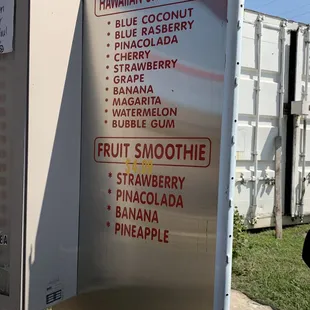 HAWAIIAN
• BLUE COCONUT
• BLUE RASBERRY
• PINACOLADA
• CHERRY
• STRAWBERRY
• GRAPE
• BANANA
• MAGARITA
• WATERMELON
• BUBBLE GUM
FRUIT SMOOTHIE
• STRAWBERRY
• PINACOLADA
• BANANA
• PINEAPPLE